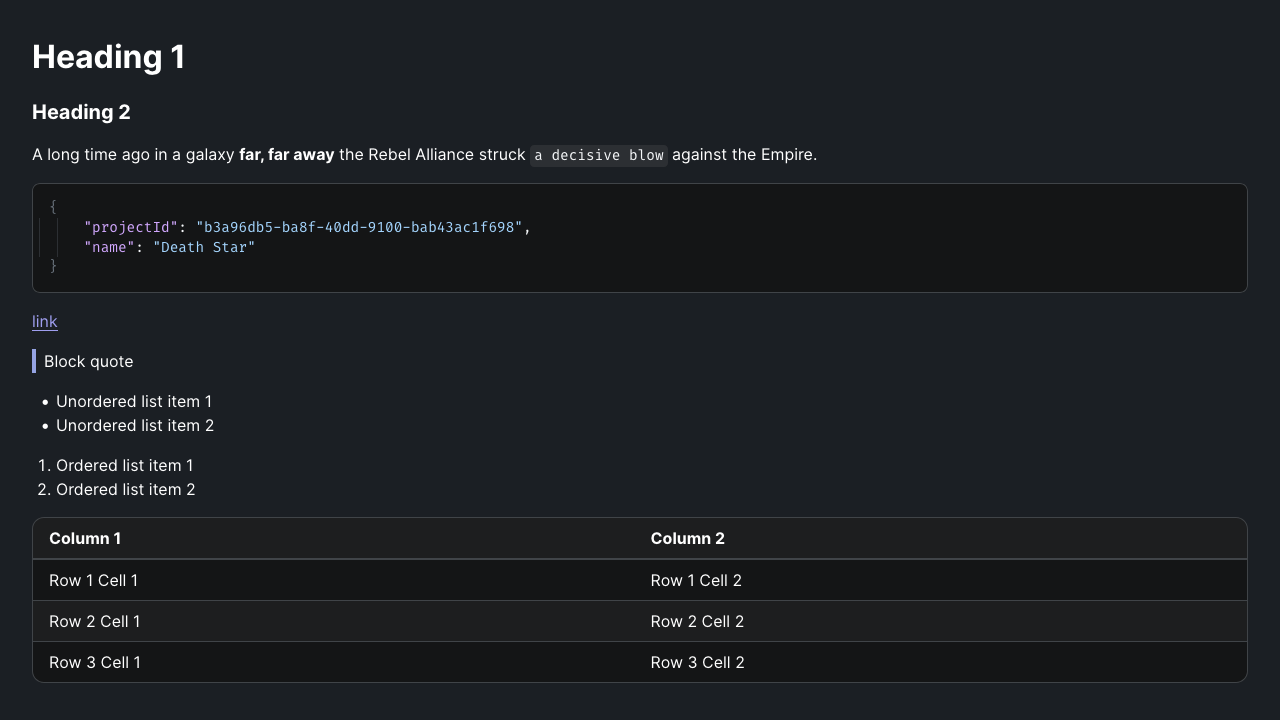 Heading 1
Heading 2
A long time ago in a galaxy far, far away the Rebel Alliance struck a decisive blow against the Empire.
{
    "projectId": "b3a96db5-ba8f-40dd-9100-bab43ac1f698",
    "name": "Death Star"
}
link
Block quote
• Unordered list item 1
• Unordered list item 2
1. Ordered list item 1
2. Ordered list item 2
Column 1 Column 2
Row 1 Cell 1 Row 1 Cell 2
Row 2 Cell 1 Row 2 Cell 2
Row 3 Cell 1 Row 3 Cell 2